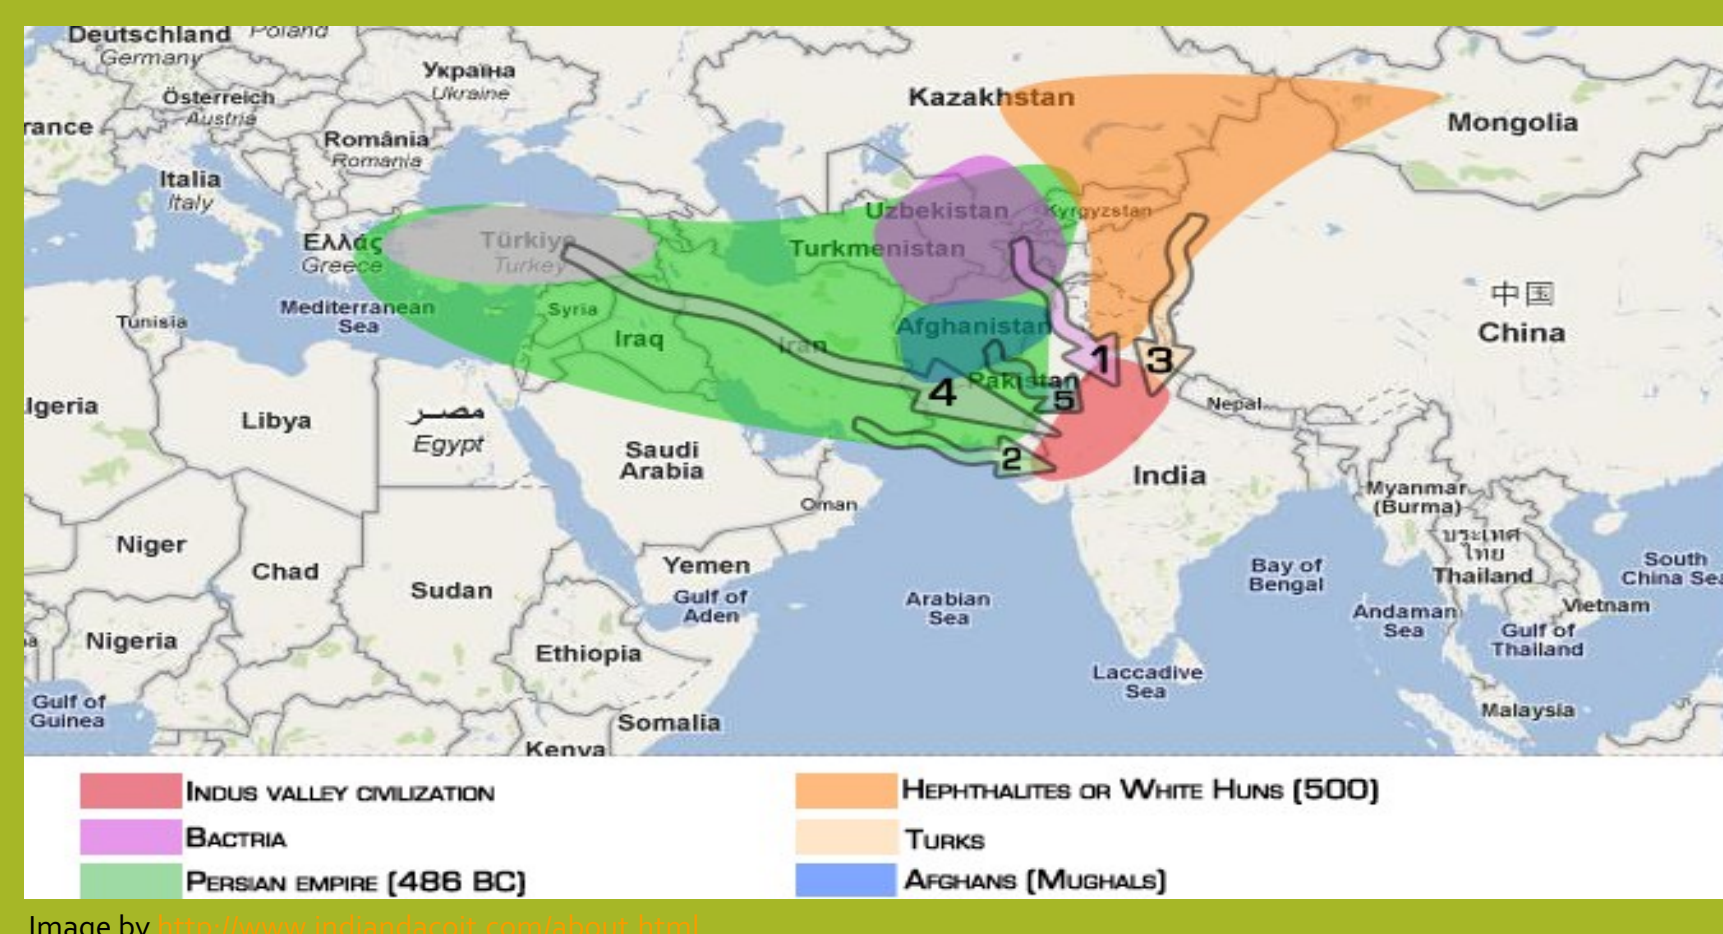 Deutschland
Germany
Poland
Україна
Ukraine
Österreich
Austria
rance
România
Romania
Italia
Italy
Kazakhstan
Mongolia
Uzbekistan
Kyrgyzstan
Ελλάς
Greece
Türkiye
Turkey
Turkmenistan
Mediterranean
Sea
Tunisia
Syria
Iraq
Iran
Afghanistan
Pakistan
中国
China
1
3
4
5
2
Nepal
lgeria
Libya
مصر
Egypt
Saudi
Arabia
Oman
India
Myanmar
(Burma)
ประเทศ
ไทย
Thailand
Niger
Chad
Sudan
Yemen
Gulf of
Aden
Arabian
Sea
Bay of
Bengal
South
China Sea
Vietnam
Andaman
Sea
Gulf of
Thailand
Nigeria
Ethiopia
Laccadive
Sea
Gulf of
Guinea
Somalia
Malaysia
Kenya
INDUS VALLEY CIVILIZATION
BACTRIA
PERSIAN EMPIRE (486 BC)
HEPHTHALITES OR WHITE HUNS (500)
TURKS
AFGHANS (MUGHALS)
Image by http://www.indiandacoit.com/about.html